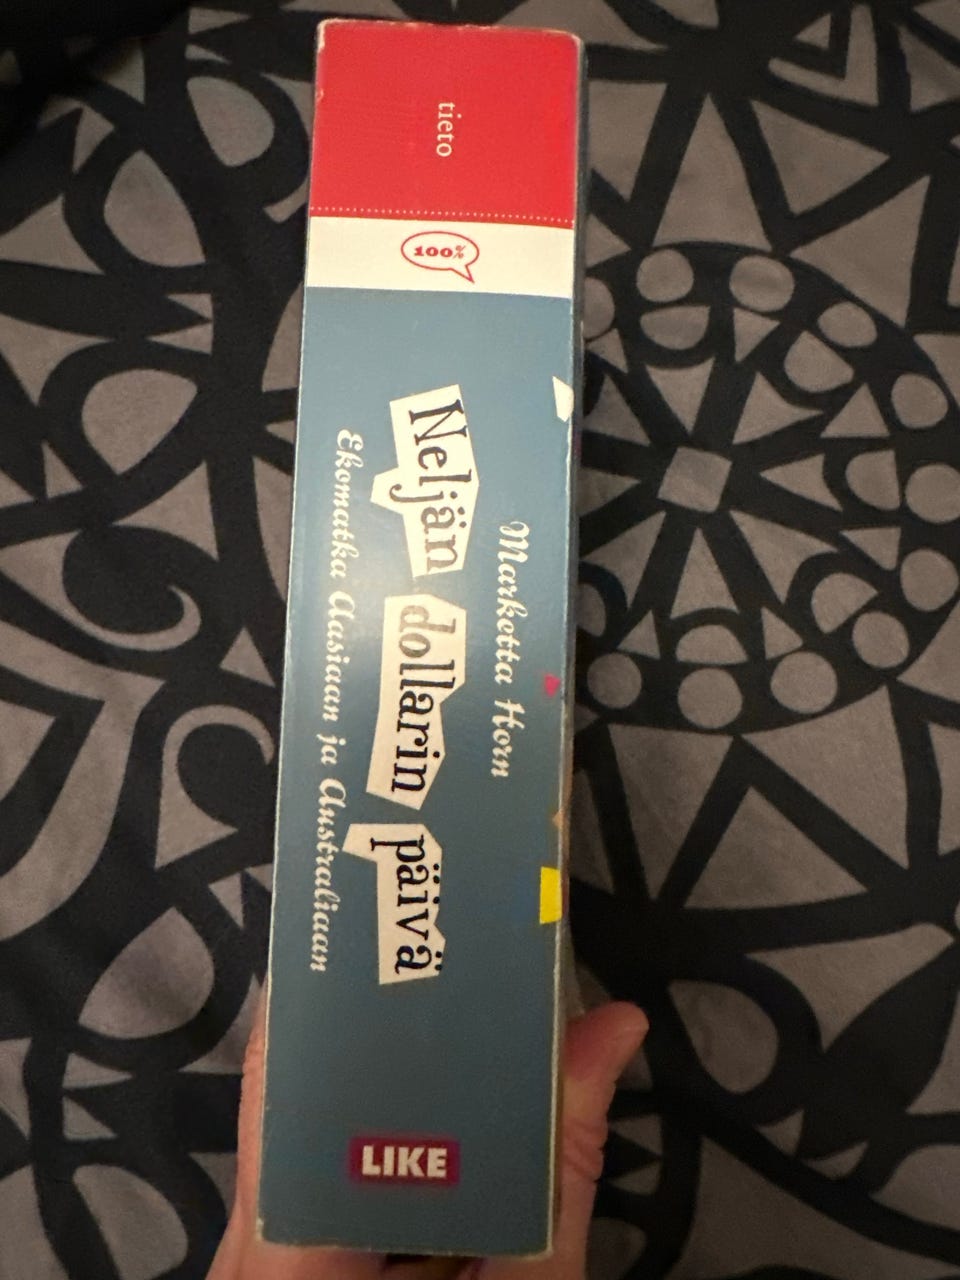 tieto
100%
Marketta Horn
Neljän dollarin päivä
Ekomatka Aasiaan ja Australiaan
LIKE